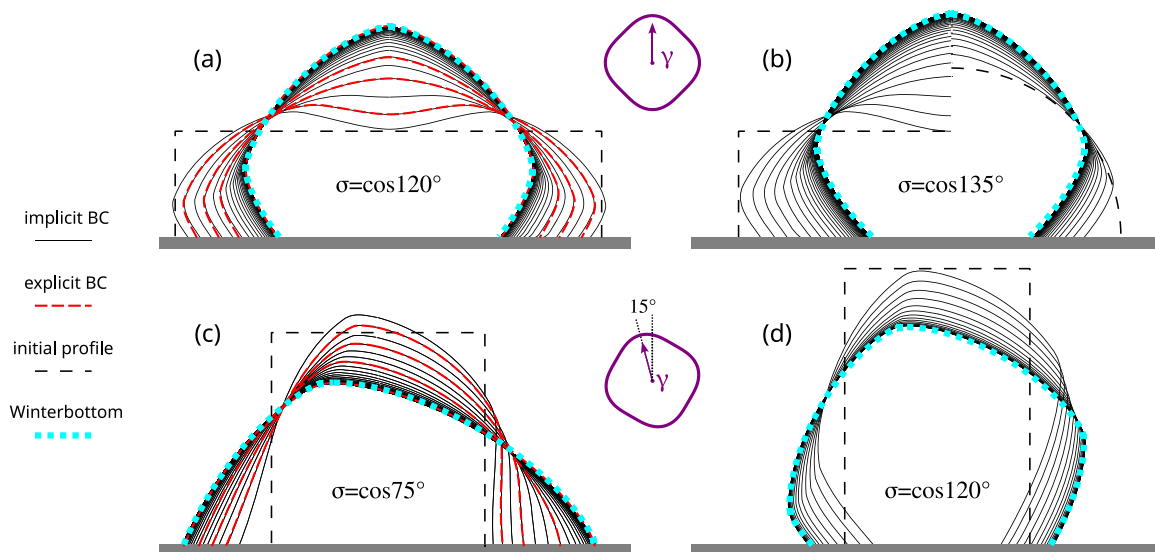 (a)
γ
(b)
σ=cos120°
σ=cos135°
implicit BC
explicit BC
initial profile
Winterbottom
(c)
15°
γ
(d)
σ=cos75°
σ=cos120°